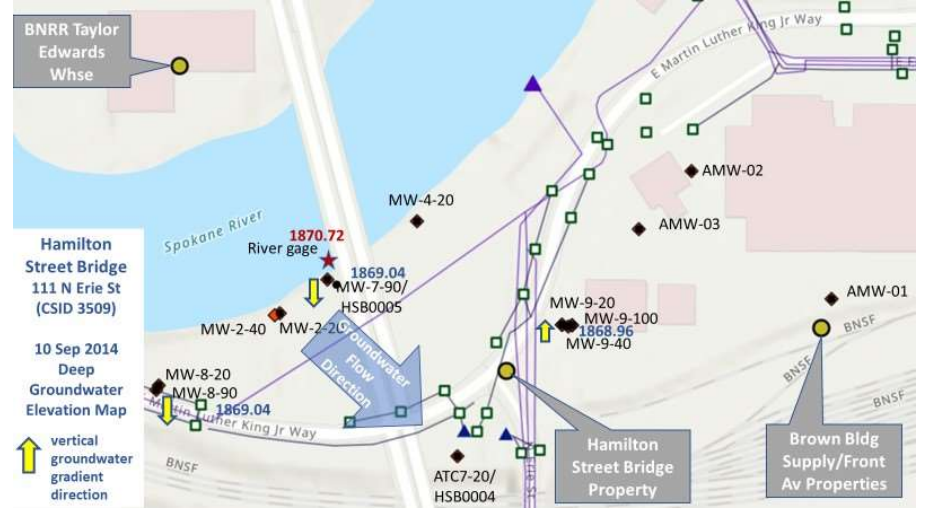 BNRR Taylor
Edwards
Whse
E Martin Luther King Jr Way
AMW-02
MW-4-20
AMW-03
Spokane River
1870.72
River gage
1869.04
MW-7-90/
HSB0005
Hamilton
Street Bridge
111 N Erie St
(CSID 3509)
10 Sep 2014
Deep
Groundwater
Elevation Map
vertical
groundwater
gradient
direction
MW-2-40
MW-2-20
Groundwater
Flow
Direction
MW-9-20
MW-9-100
1868.96
MW-9-40
AMW-01
BNSF
BNSF
BNSF
MW-8-20
MW-8-90
1869.04
Martin Luther King Jr Way
BNSF
ATC7-20/
HSB0004
Hamilton
Street Bridge
Property
Brown Bldg
Supply/Front
Av Properties